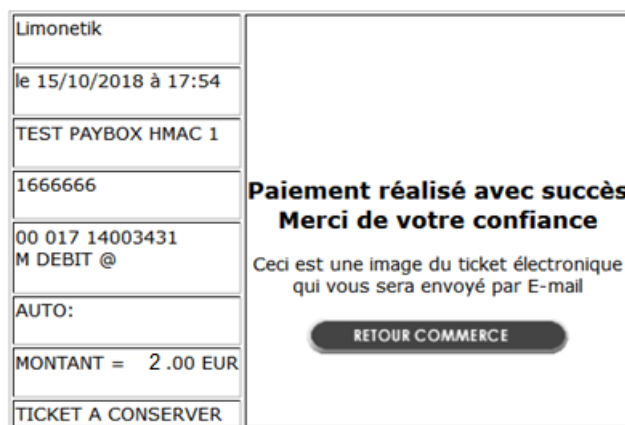 Limonetik
le 15/10/2018 à 17:54
TEST PAYBOX HMAC 1
1666666
00 017 14003431
M DEBIT @
AUTO:
MONTANT = 2.00 EUR
TICKET A CONSERVER
Paiement réalisé avec succès
Merci de votre confiance
Ceci est une image du ticket électronique
qui vous sera envoyé par E-mail
RETOUR COMMERCE